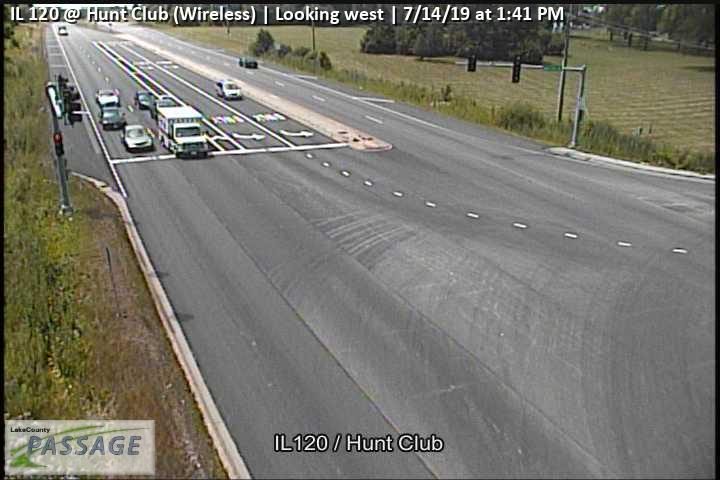 IL 120 @ Hunt Club (Wireless) | Looking west | 7/14/19 at 1:41 PM
LakeCounty
PASSAGE
IL120 / Hunt Club